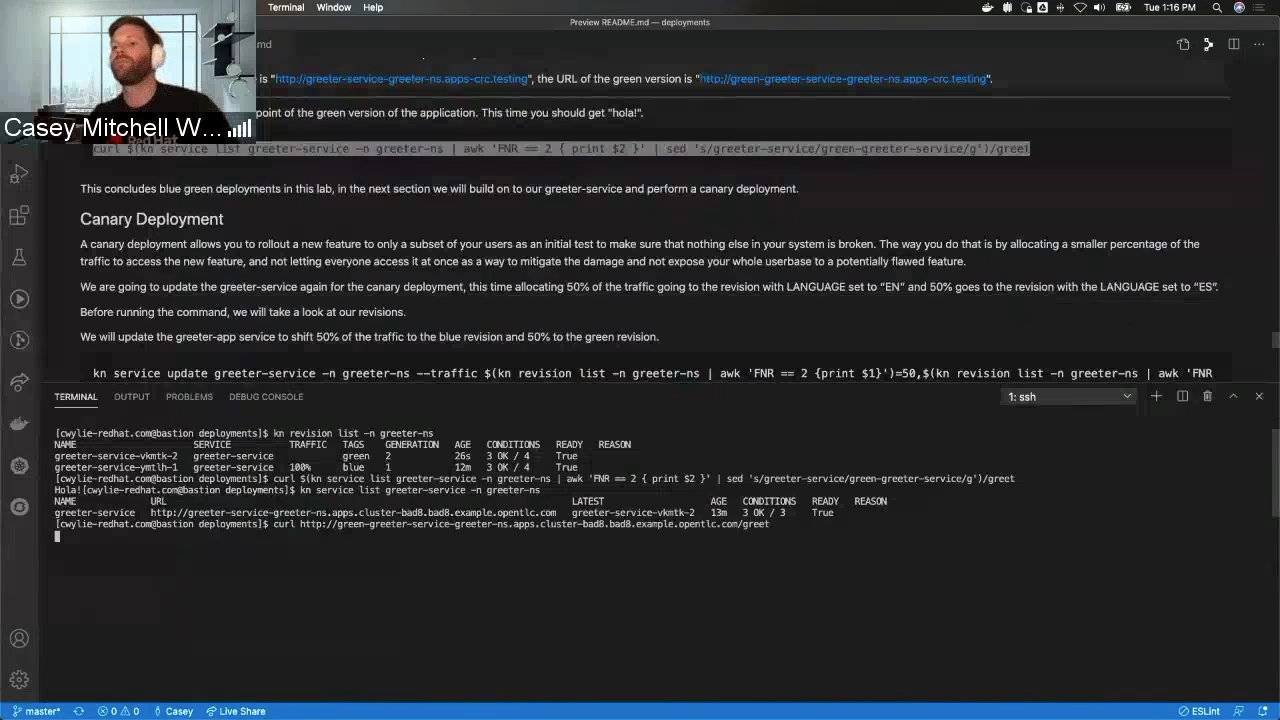 Terminal Window Help
Tue 1:16 PM
Preview README.md — deployments
md
is "http://greeter-service-greeter-ns.apps-crc.testing", the URL of the green version is "http://green-greeter-service-greeter-ns.apps-crc.testing".
point of the green version of the application. This time you should get "hola!".
Casey Mitchell W...
Red Hat
curl $(kn service list greeter-service -n greeter-ns | awk 'FNR == 2 { print $2 }' | sed 's/greeter-service/green-greeter-service/g')/greet
This concludes blue green deployments in this lab, in the next section we will build on to our greeter-service and perform a canary deployment.
Canary Deployment
A canary deployment allows you to rollout a new feature to only a subset of your users as an initial test to make sure that nothing else in your system is broken. The way you do that is by allocating a smaller percentage of the
traffic to access the new feature, and not letting everyone access it at once as a way to mitigate the damage and not expose your whole userbase to a potentially flawed feature.
We are going to update the greeter-service again for the canary deployment, this time allocating 50% of the traffic going to the revision with LANGUAGE set to “EN” and 50% goes to the revision with the LANGUAGE set to “ES”.
Before running the command, we will take a look at our revisions.
We will update the greeter-app service to shift 50% of the traffic to the blue revision and 50% to the green revision.
kn service update greeter-service -n greeter-ns --traffic $(kn revision list -n greeter-ns | awk 'FNR == 2 {print $1}')=50,$(kn revision list -n greeter-ns | awk 'FNR
TERMINAL OUTPUT PROBLEMS DEBUG CONSOLE 1: ssh
[cwylie-redhat.com@bastion deployments]$ kn revision list -n greeter-ns
NAME SERVICE TRAFFIC TAGS GENERATION AGE CONDITIONS READY REASON
greeter-service-vkmtk-2 greeter-service green 2 26s 3 OK / 4 True
greeter-service-ymtlh-1 greeter-service 100% blue 1 12m 3 OK / 4 True
[cwylie-redhat.com@bastion deployments]$ curl $(kn service list greeter-service -n greeter-ns | awk 'FNR == 2 { print $2 }' | sed 's/greeter-service/green-greeter-service/g')/greet
Hola![cwylie-redhat.com@bastion deployments]$ kn service list greeter-service -n greeter-ns
NAME URL LATEST AGE CONDITIONS READY REASON
greeter-service http://greeter-service-greeter-ns.apps.cluster-bad8.bad8.example.opentlc.com greeter-service-vkmtk-2 13m 3 OK / 3 True
[cwylie-redhat.com@bastion deployments]$ curl http://green-greeter-service-greeter-ns.apps.cluster-bad8.bad8.example.opentlc.com/greet
master* 0 0 Casey Live Share ESLint